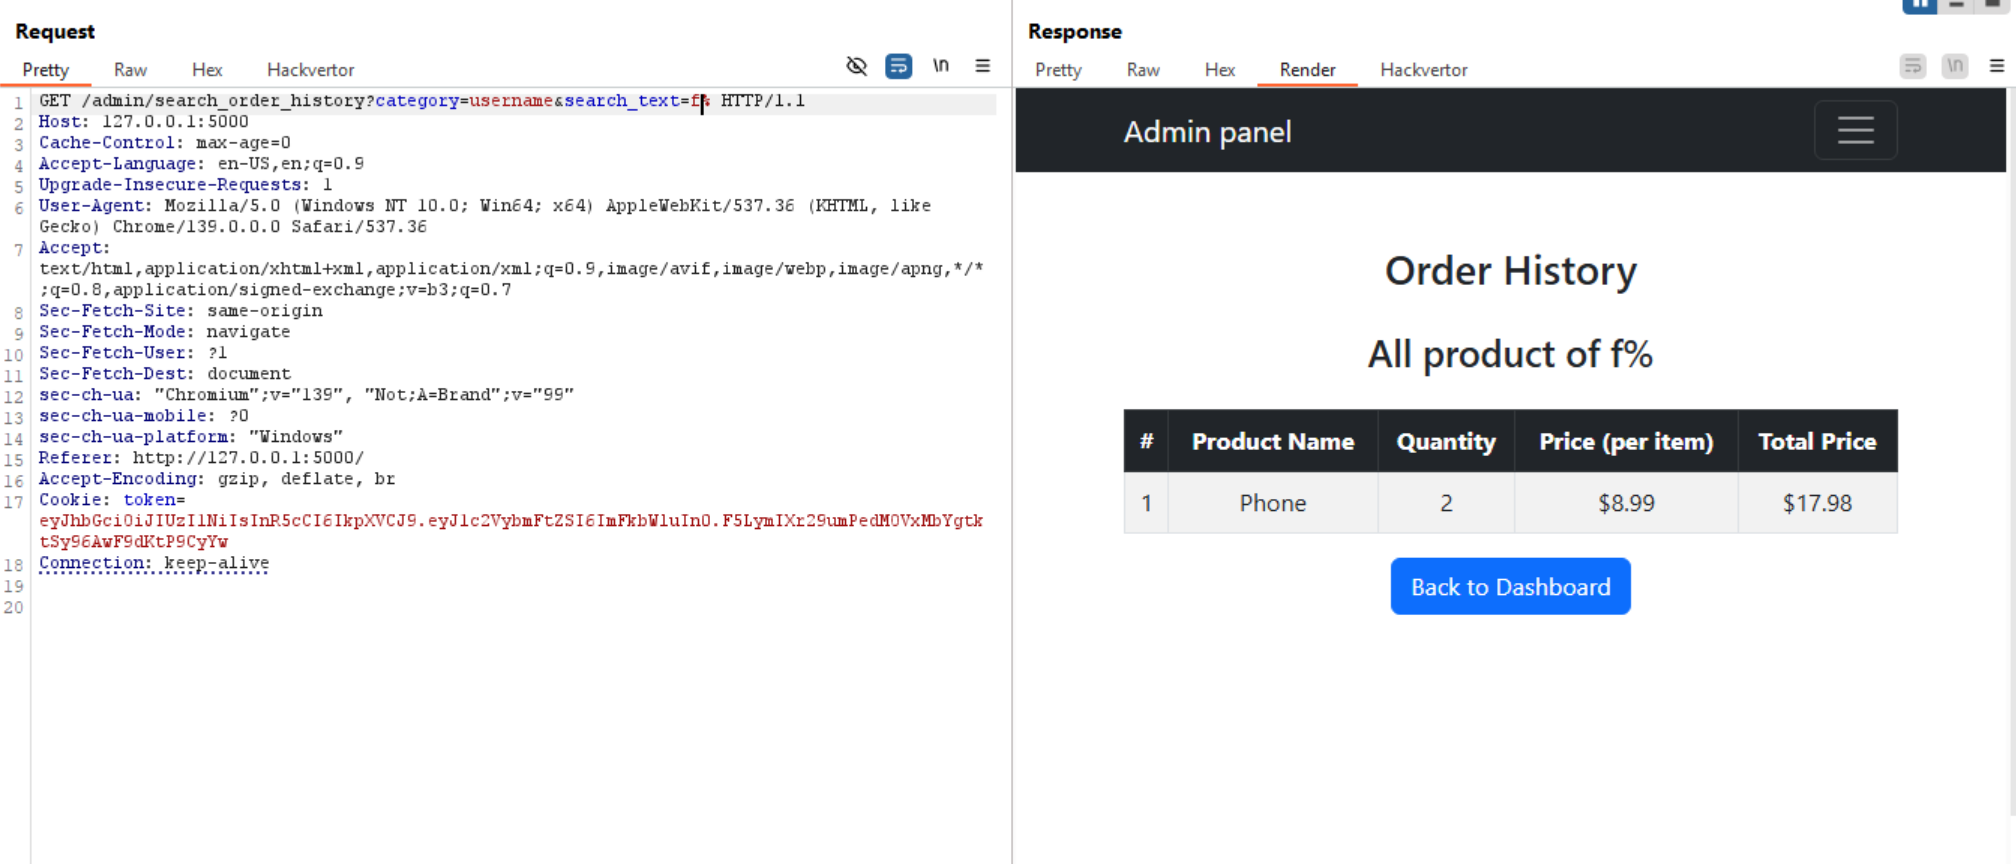 Request
Pretty Raw Hex Hackvertor \n
1 GET /admin/search_order_history?category=username&search_text=f% HTTP/1.1
2 Host: 127.0.0.1:5000
3 Cache-Control: max-age=0
4 Accept-Language: en-US,en;q=0.9
5 Upgrade-Insecure-Requests: 1
6 User-Agent: Mozilla/5.0 (Windows NT 10.0; Win64; x64) AppleWebKit/537.36 (KHTML, like
Gecko) Chrome/139.0.0.0 Safari/537.36
7 Accept:
text/html,application/xhtml+xml,application/xml;q=0.9,image/avif,image/webp,image/apng,*/*
;q=0.8,application/signed-exchange;v=b3;q=0.7
8 Sec-Fetch-Site: same-origin
9 Sec-Fetch-Mode: navigate
10 Sec-Fetch-User: ?1
11 Sec-Fetch-Dest: document
12 sec-ch-ua: "Chromium";v="139", "Not;A=Brand";v="99"
13 sec-ch-ua-mobile: ?0
14 sec-ch-ua-platform: "Windows"
15 Referer: http://127.0.0.1:5000/
16 Accept-Encoding: gzip, deflate, br
17 Cookie: token=
eyJhbGciOiJIUzI1NiIsInR5cCI6IkpXVCJ9.eyJ1c2VybmFtZSI6ImFkbWluIn0.F5LymIXr29umPedM0VxMbYgtk
tSy96AwF9dKtP9CyYw
18 Connection: keep-alive
19
20
Response
Pretty Raw Hex Render Hackvertor \n
Admin panel
Order History
All product of f%
# Product Name Quantity Price (per item) Total Price
1 Phone 2 $8.99 $17.98
Back to Dashboard